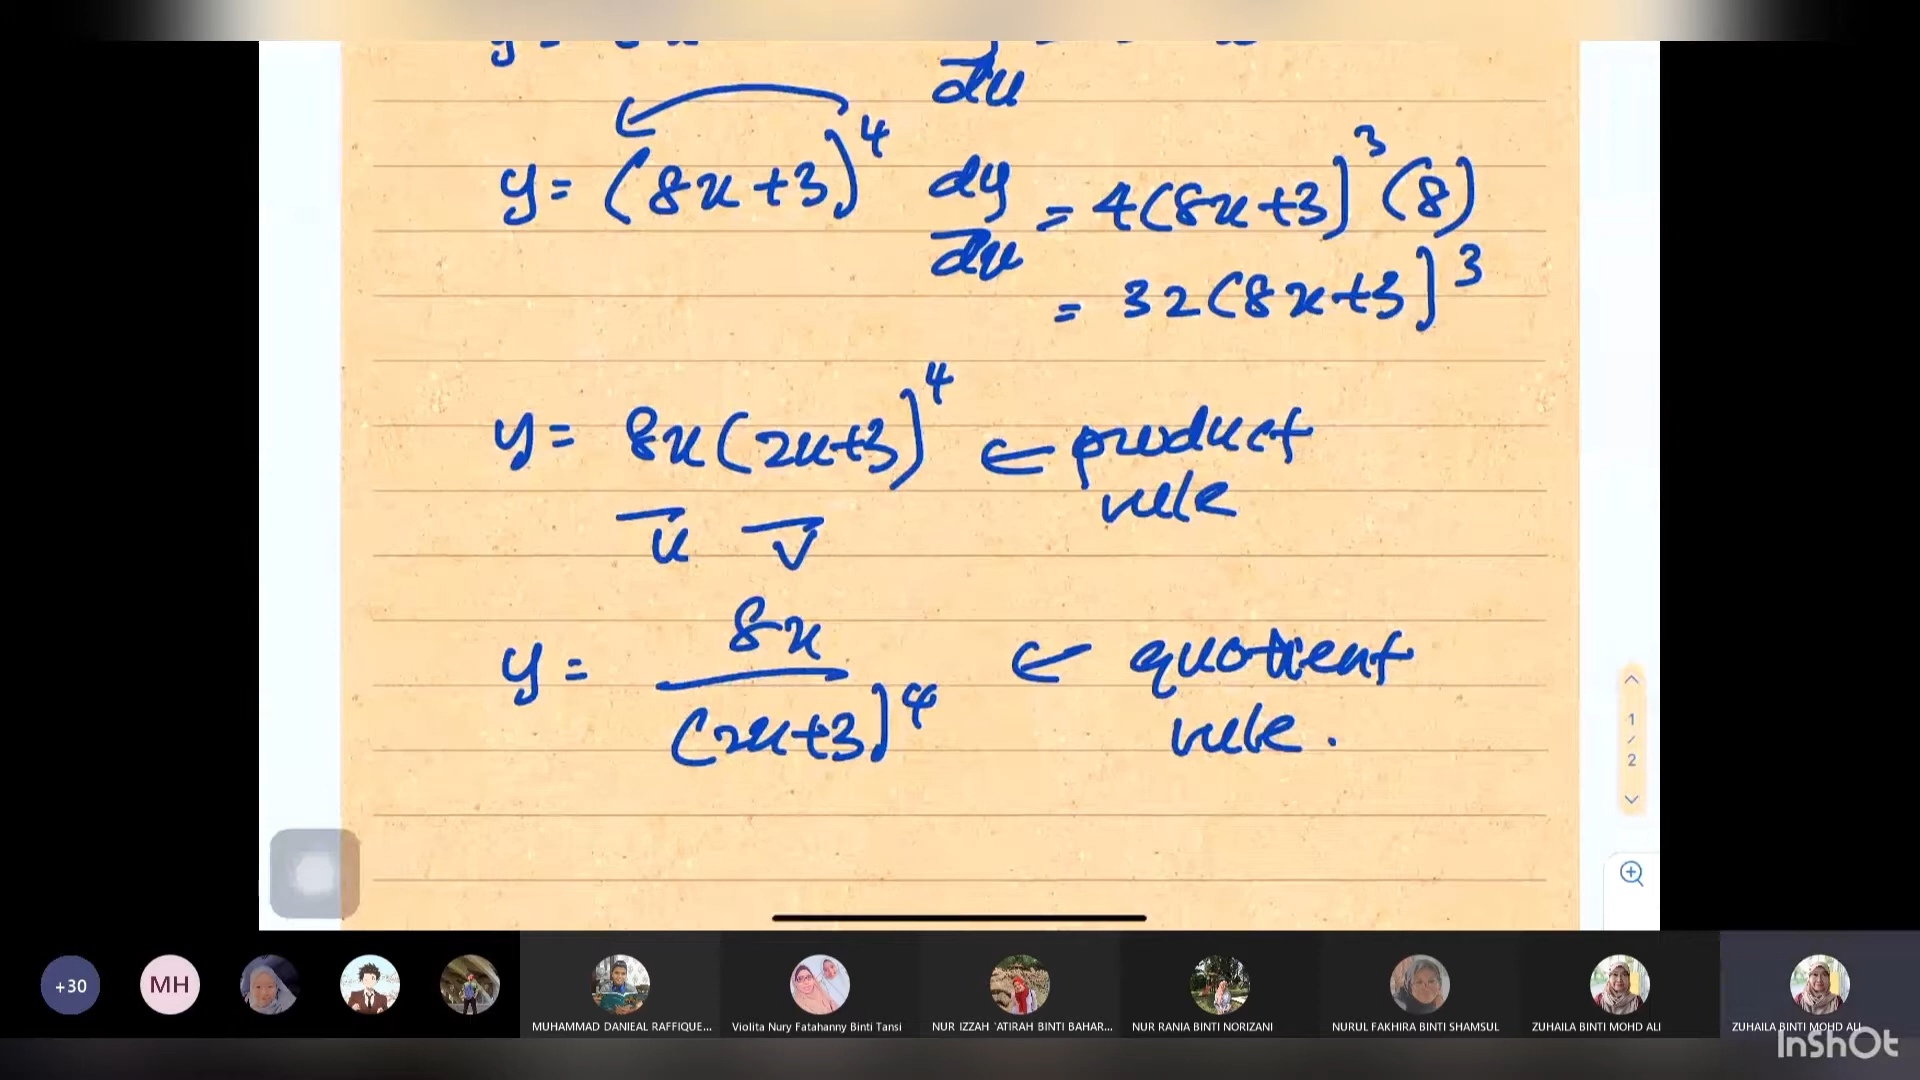 du
y = (8x+3)^4 dy/dx = 4(8x+3)^3 (8)
= 32(8x+3)^3
y = 8x(2x+3)^4 ← product
rule
u v
y = 8x/(2x+3)^4 ← quotient
rule.
1
/
2
+30
MH
MUHAMMAD DANIEAL RAFFIQUE...
Violita Nury Fatahanny Binti Tansi
NUR IZZAH `ATIRAH BINTI BAHAR...
NUR RANIA BINTI NORIZANI
NURUL FAKHIRA BINTI SHAMSUL
ZUHAILA BINTI MOHD ALI
ZUHAILA BINTI MOHD ALI
InShOt